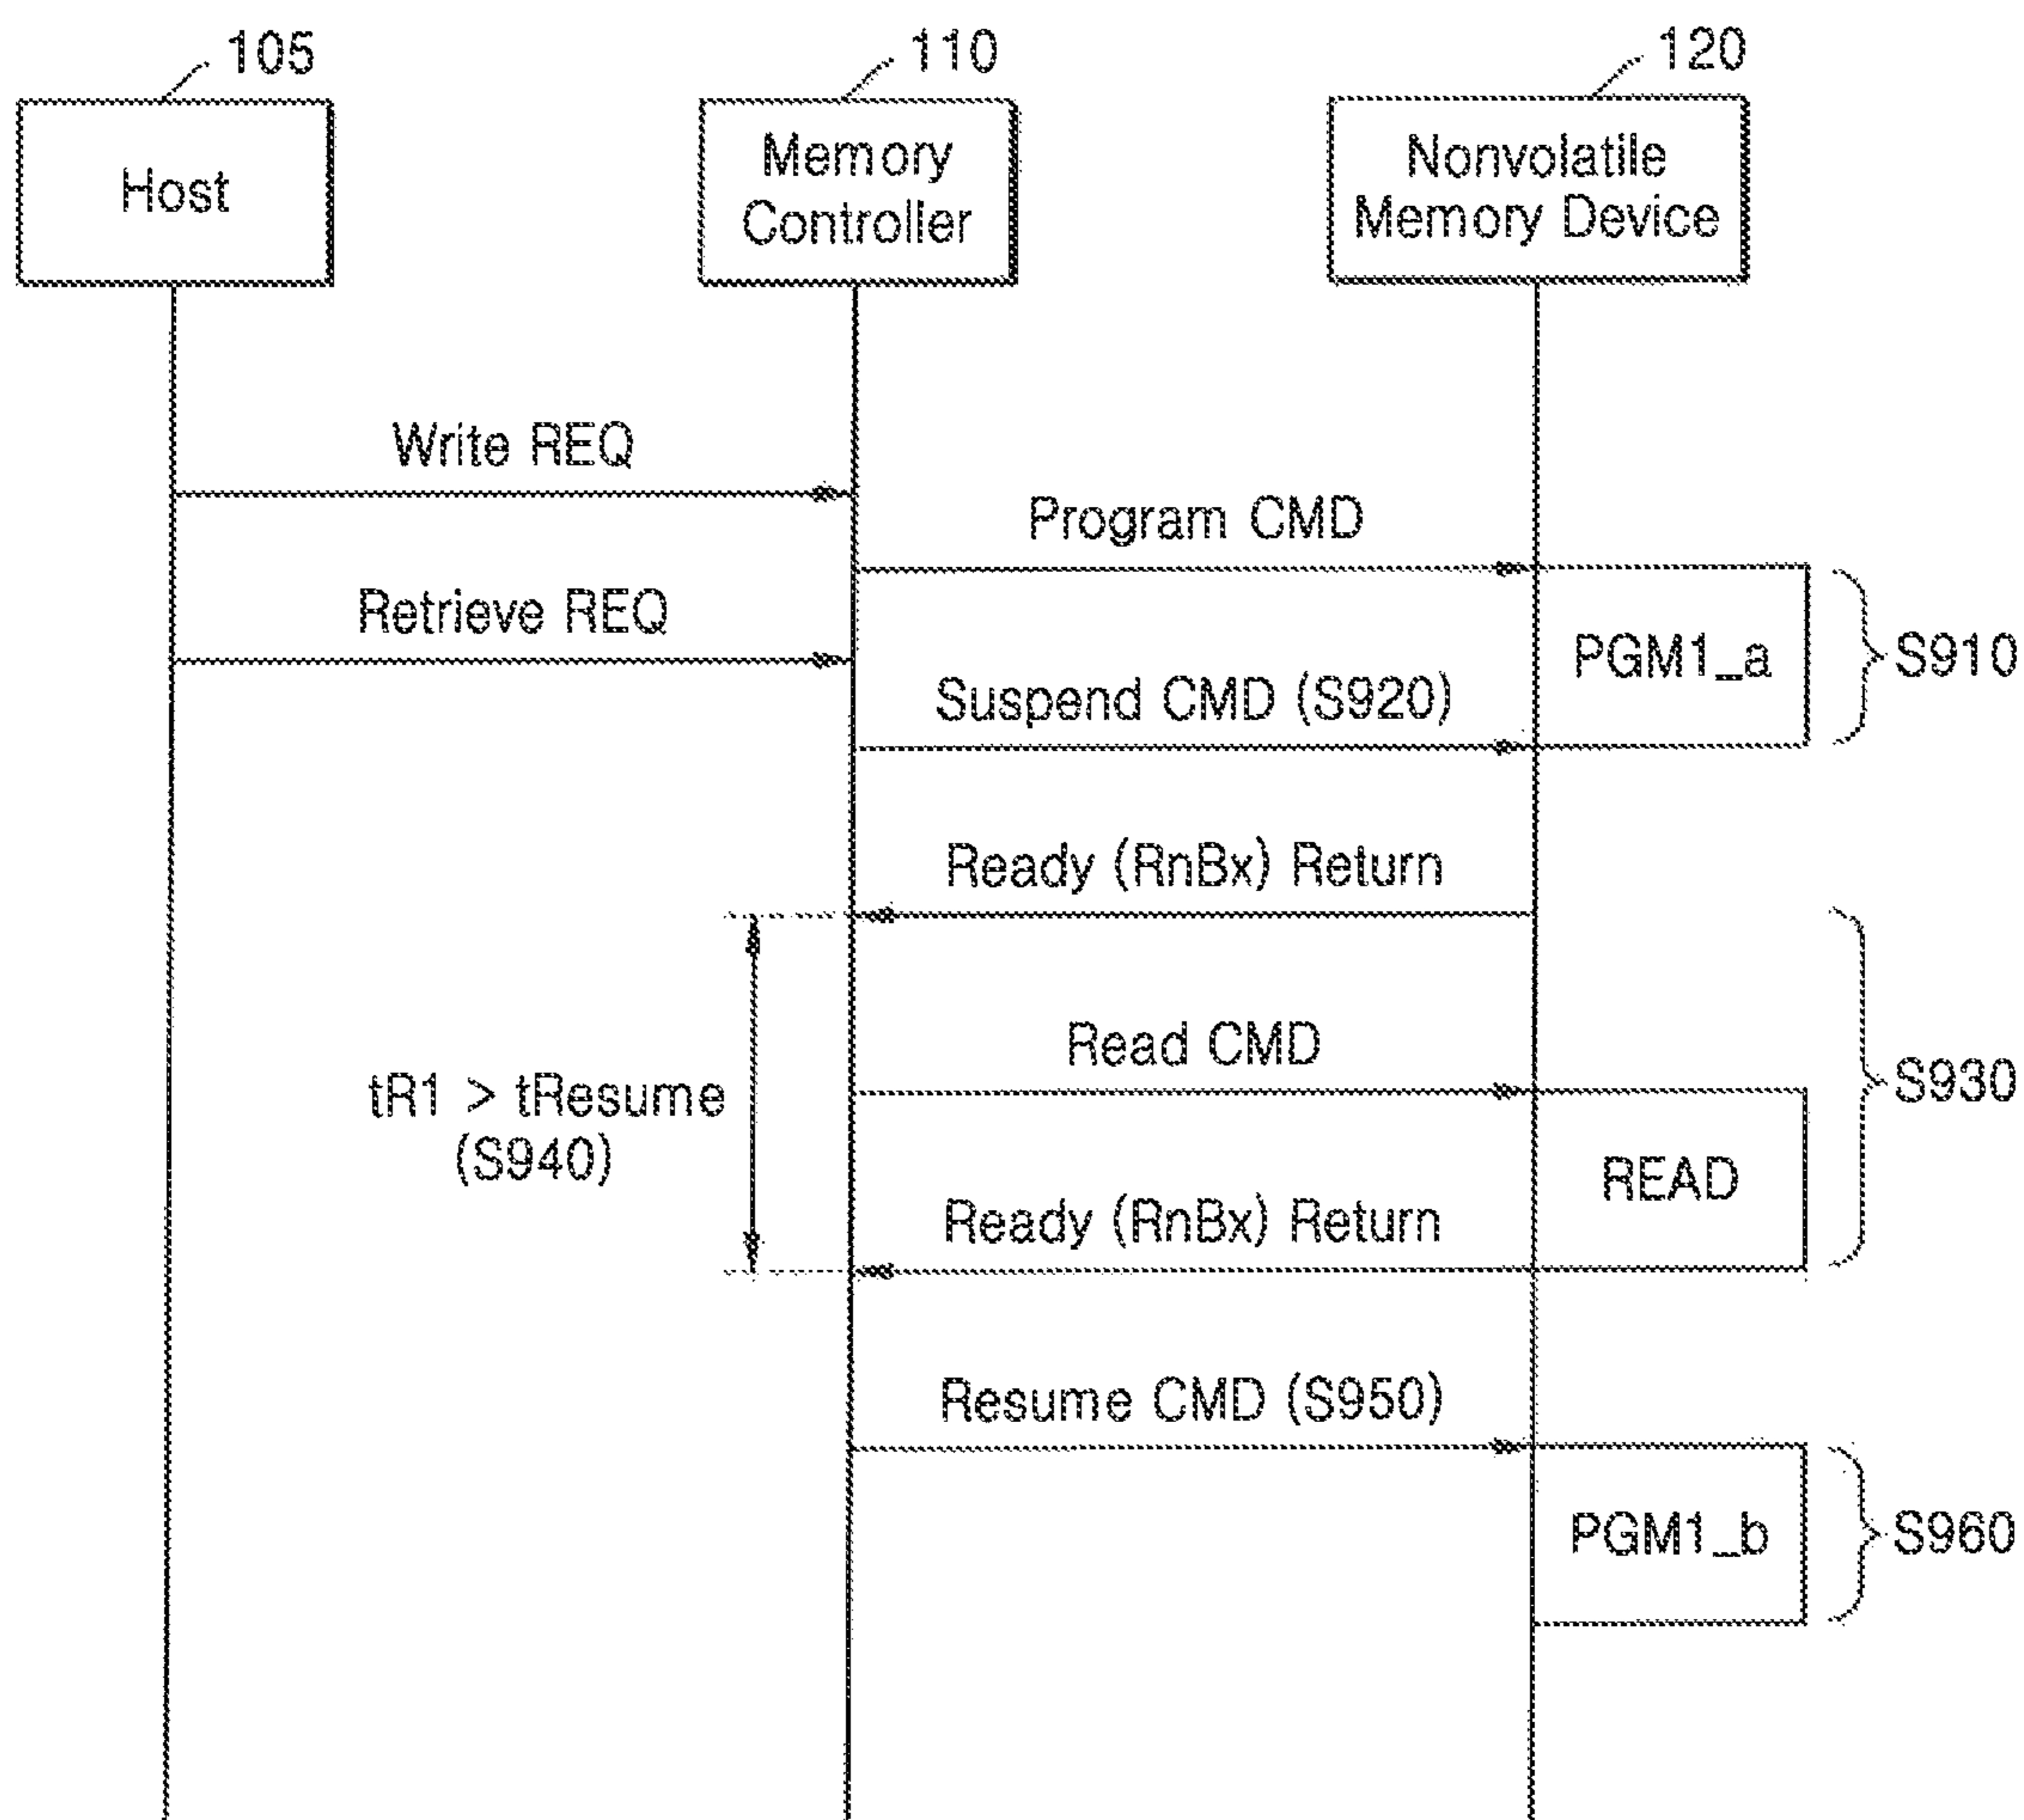 105
110
120
Host
Memory
Controller
Nonvolatile
Memory Device
Write REQ
Program CMD
Retrieve REQ
PGM1_a
S910
Suspend CMD (S920)
Ready (RnBx) Return
Read CMD
S930
tR1 > tResume
(S940)
READ
Ready (RnBx) Return
Resume CMD (S950)
PGM1_b
S960